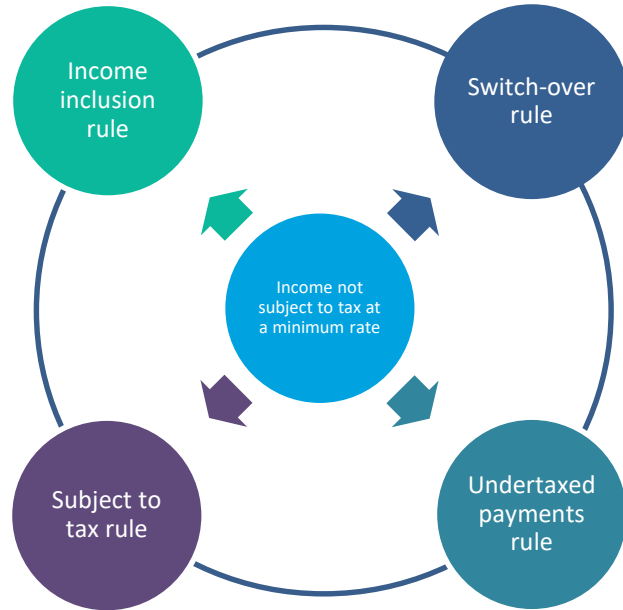 Income
inclusion
rule
Switch-over
rule
Income not
subject to tax at
a minimum rate
Subject to
tax rule
Undertaxed
payments
rule